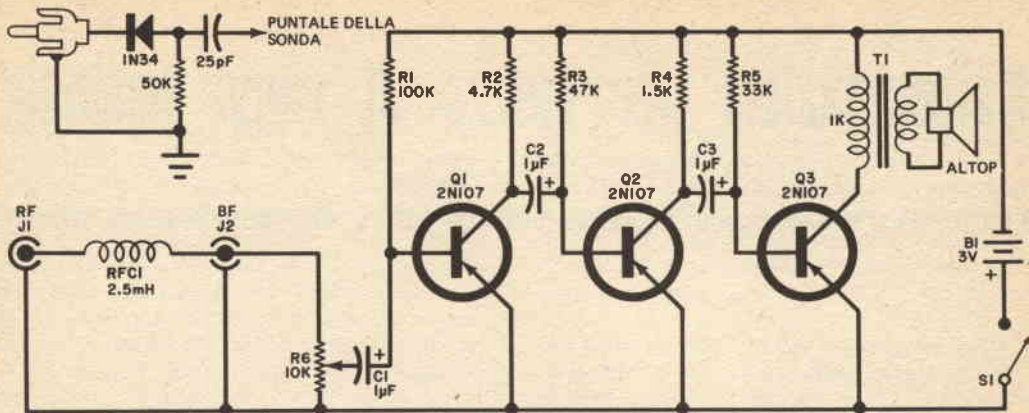 PUNTALE DELLA
SONDA
1N34
25pF
50K
R1
100K
R2
4.7K
R3
47K
R4
1.5K
R5
33K
T1
1K
ALTOP
C2
1µF
+
C3
1µF
+
Q1
2N107
Q2
2N107
Q3
2N107
RF
J1
BF
J2
RFC1
2.5mH
R6
10K
+
C1
1µF
B1
3V
+
S1